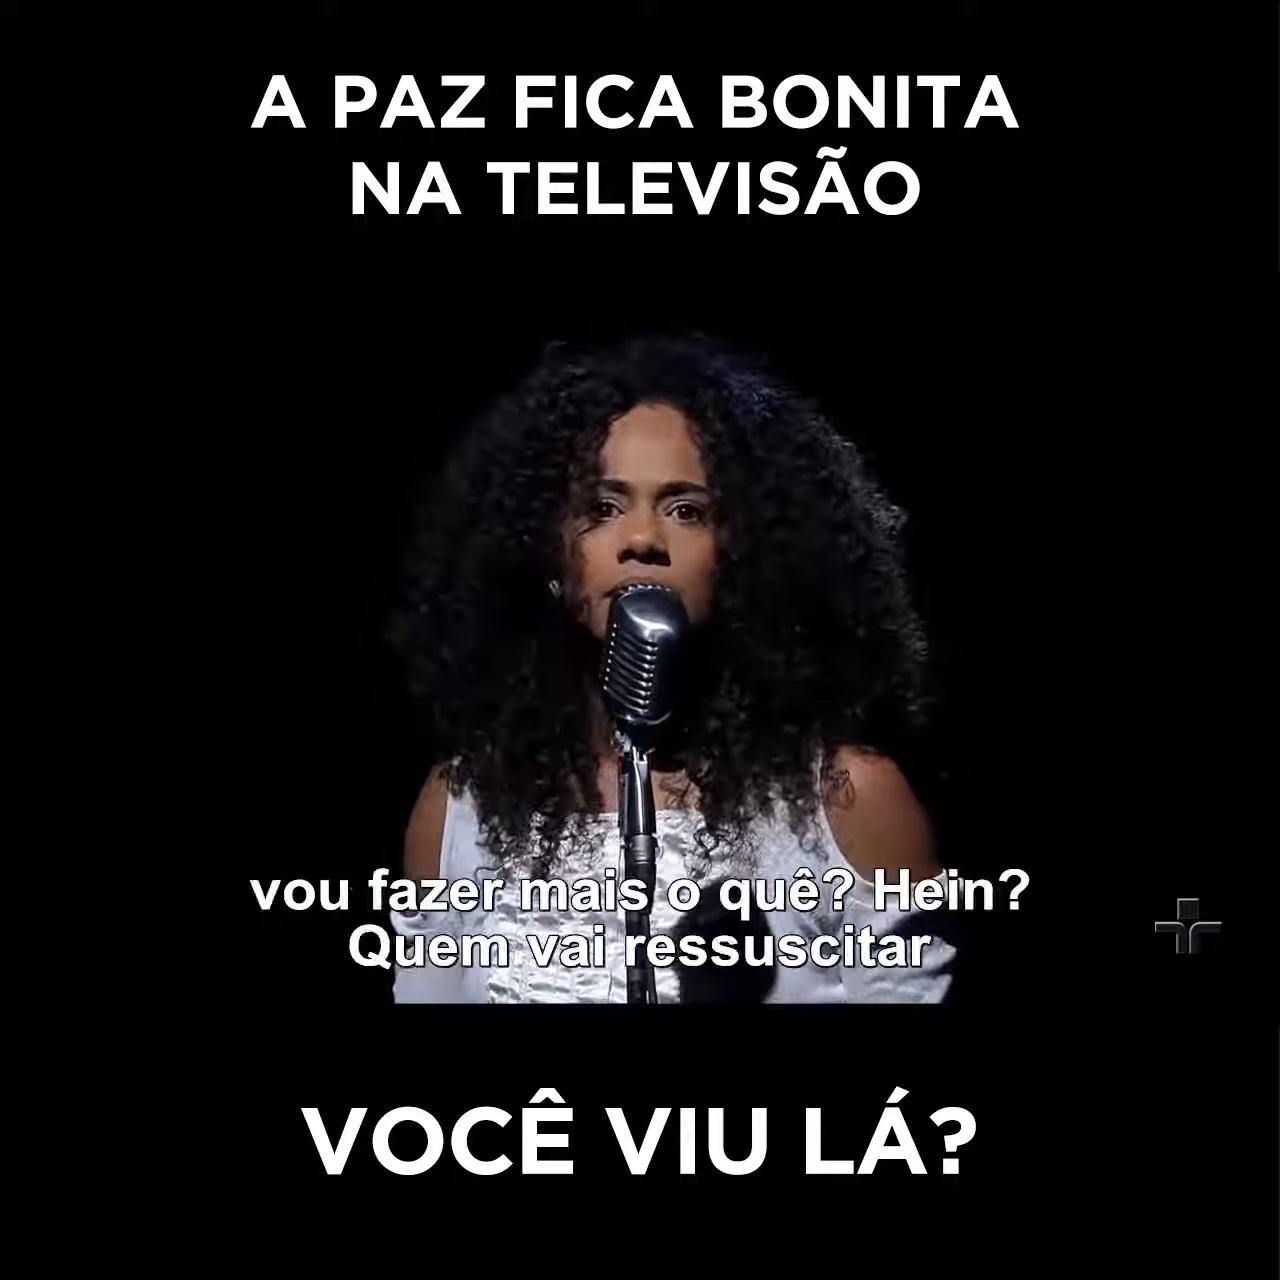 A PAZ FICA BONITA
NA TELEVISÃO
vou fazer mais o quê? Hein?
Quem vai ressuscitar
VOCÊ VIU LÁ?